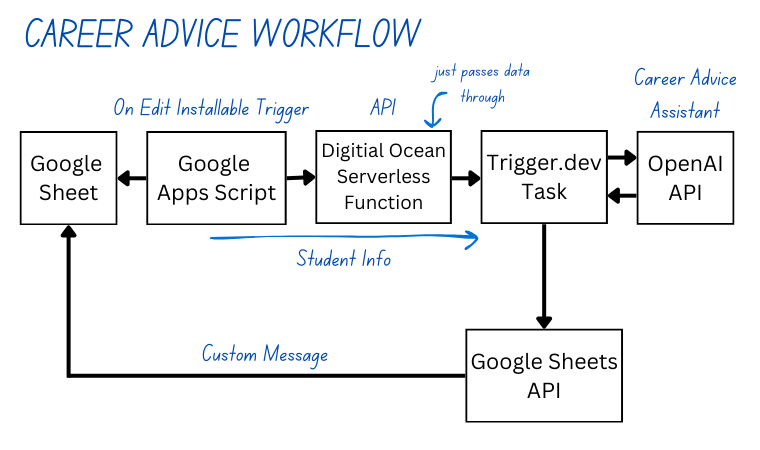 CAREER ADVICE WORKFLOW
just passes data
through
Career Advice
Assistant
On Edit Installable Trigger
API
Google
Sheet
Google
Apps Script
Digitial Ocean
Serverless
Function
Trigger.dev
Task
OpenAI
API
Student Info
Custom Message
Google Sheets
API